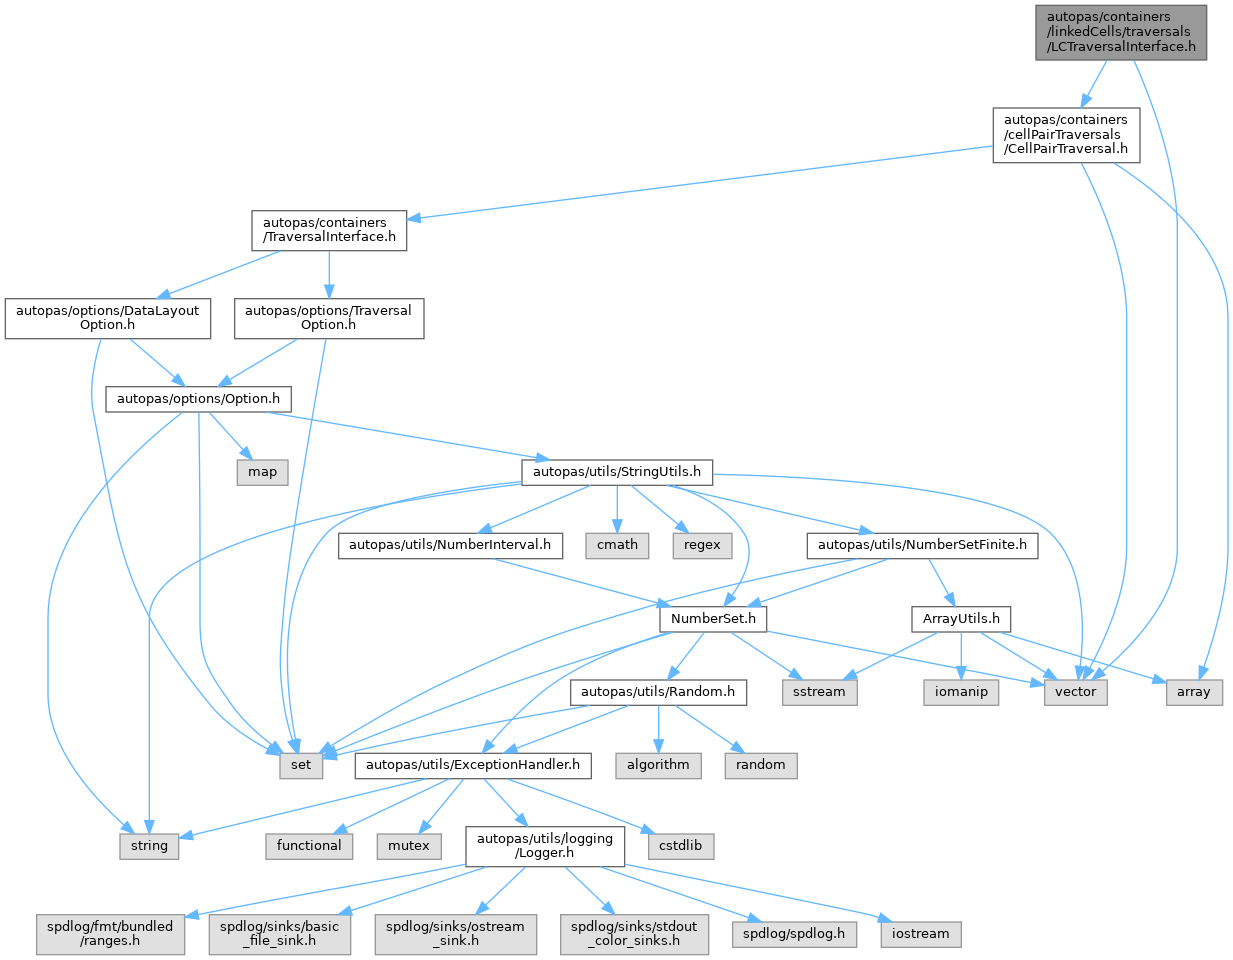 autopas/containers
/linkedCells/traversals
/LCTraversalInterface.h
autopas/containers
/cellPairTraversals
/CellPairTraversal.h
autopas/containers
/TraversalInterface.h
autopas/options/DataLayout
Option.h
autopas/options/Traversal
Option.h
autopas/options/Option.h
map
autopas/utils/StringUtils.h
autopas/utils/NumberInterval.h
cmath
regex
autopas/utils/NumberSetFinite.h
NumberSet.h
ArrayUtils.h
autopas/utils/Random.h
sstream
iomanip
vector
array
set
autopas/utils/ExceptionHandler.h
algorithm
random
string
functional
mutex
autopas/utils/logging
/Logger.h
cstdlib
spdlog/fmt/bundled
/ranges.h
spdlog/sinks/basic
_file_sink.h
spdlog/sinks/ostream
_sink.h
spdlog/sinks/stdout
_color_sinks.h
spdlog/spdlog.h
iostream